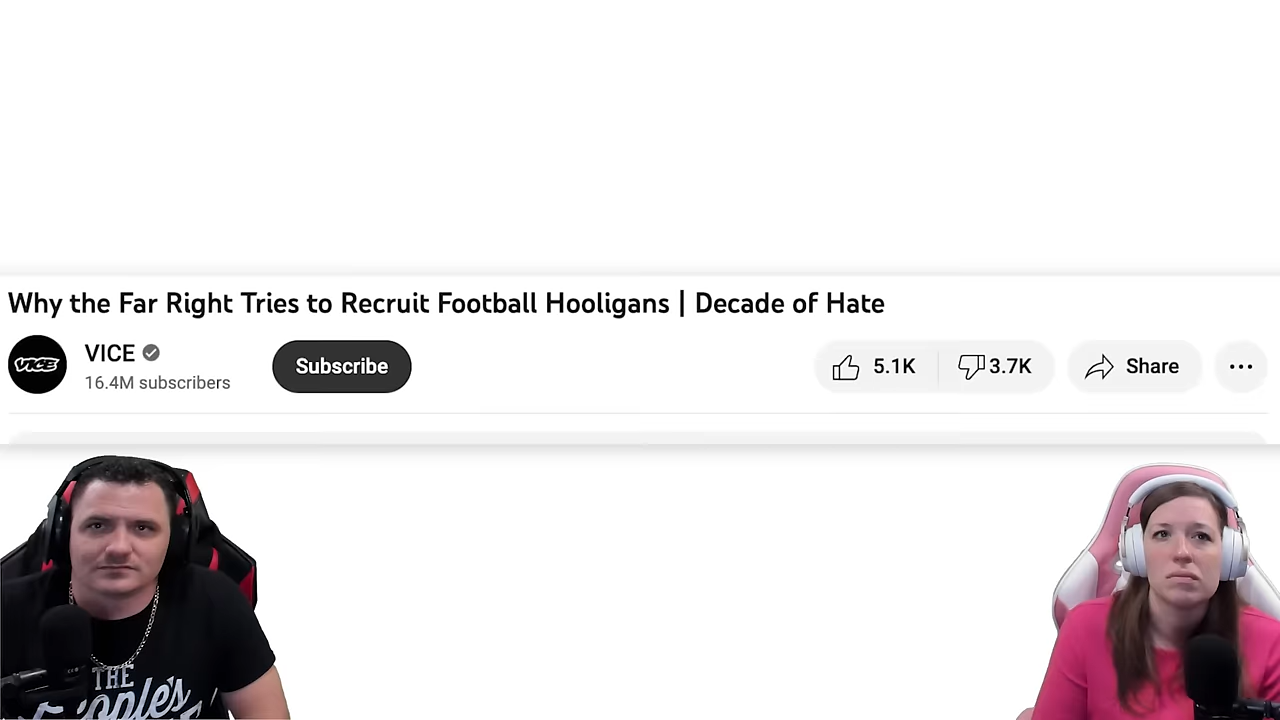 Why the Far Right Tries to Recruit Football Hooligans | Decade of Hate
VICE
VICE
16.4M subscribers
Subscribe
5.1K
3.7K
Share
THE